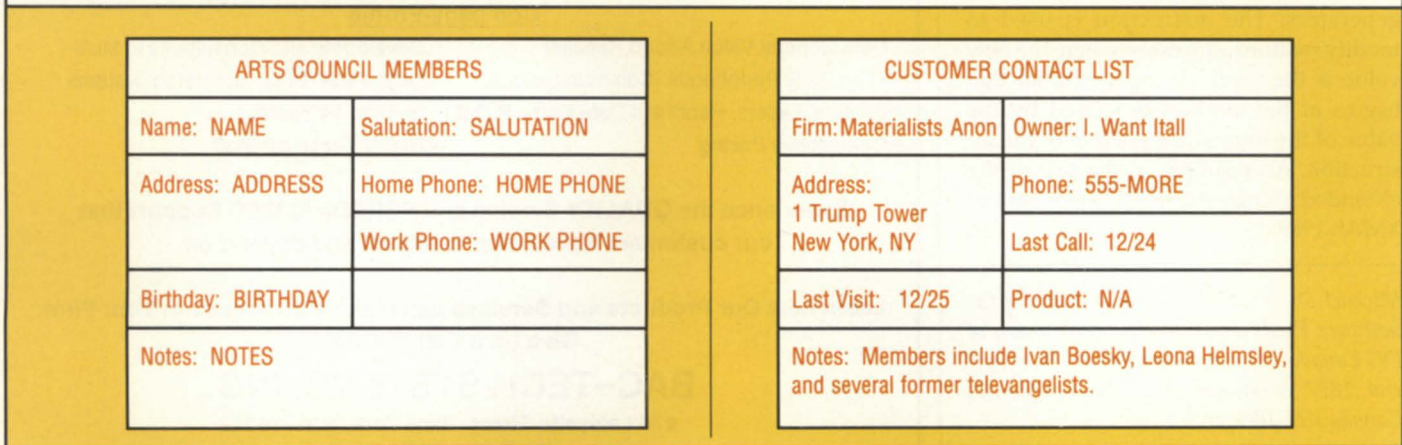 ARTS COUNCIL MEMBERS
Name: NAME
Salutation: SALUTATION
Address: ADDRESS
Home Phone: HOME PHONE
Work Phone: WORK PHONE
Birthday: BIRTHDAY
Notes: NOTES
CUSTOMER CONTACT LIST
Firm: Materialists Anon
Owner: I. Want Itall
Address:
1 Trump Tower
New York, NY
Phone: 555-MORE
Last Call: 12/24
Last Visit: 12/25
Product: N/A
Notes: Members include Ivan Boesky, Leona Helmsley,
and several former televangelists.